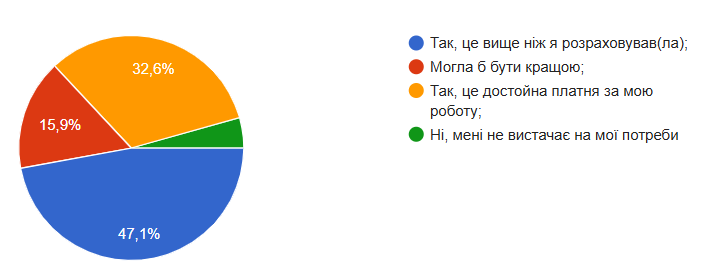 32,6%
15,9%
47,1%
Так, це вище ніж я розраховував(ла);
Могла б бути кращою;
Так, це достойна платня за мою
роботу;
Ні, мені не вистачає на мої потреби